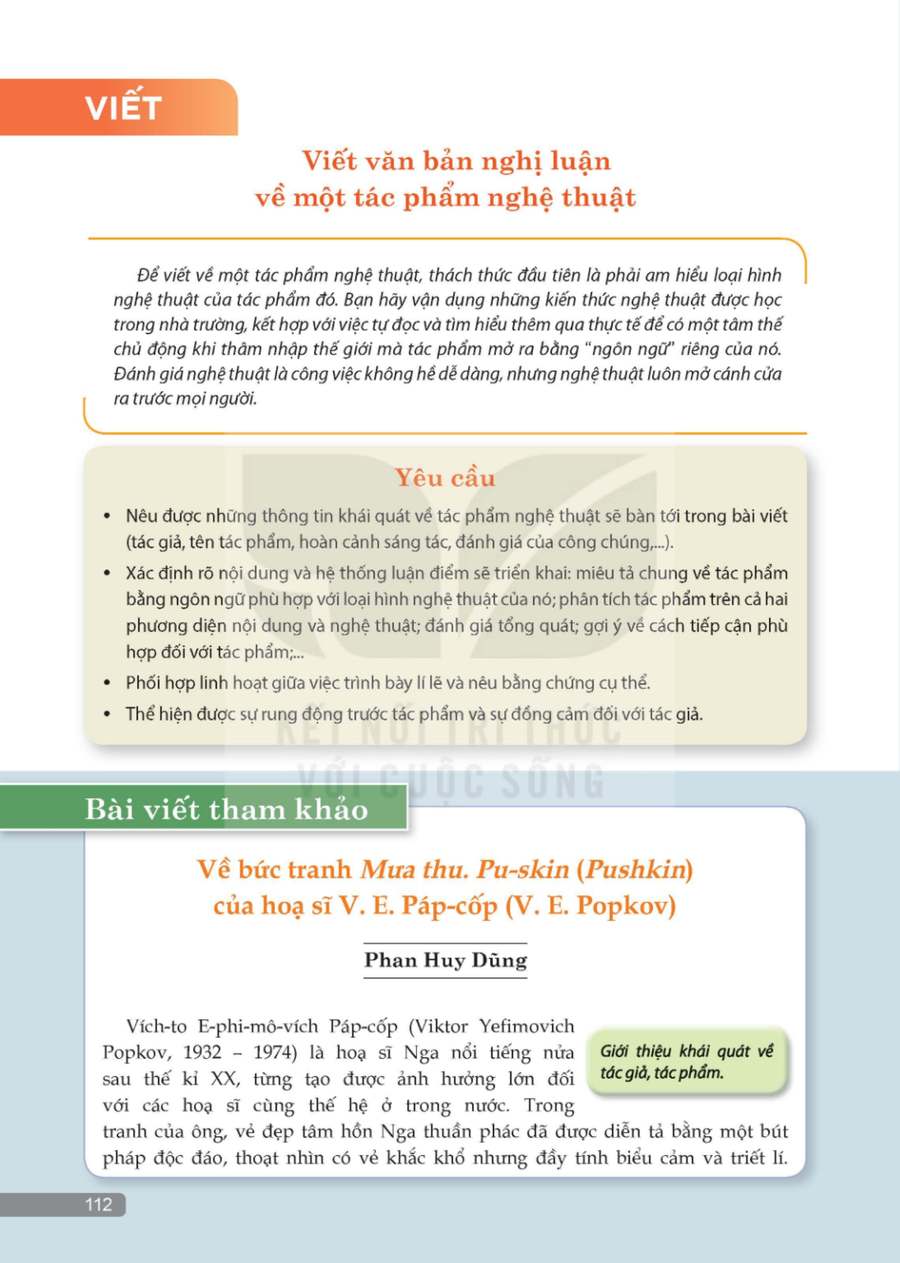 VIẾT
Viết văn bản nghị luận
về một tác phẩm nghệ thuật
Để viết về một tác phẩm nghệ thuật, thách thức đầu tiên là phải am hiểu loại hình
nghệ thuật của tác phẩm đó. Bạn hãy vận dụng những kiến thức nghệ thuật được học
trong nhà trường, kết hợp với việc tự đọc và tìm hiểu thêm qua thực tế để có một tâm thế
chủ động khi thâm nhập thế giới mà tác phẩm mở ra bằng "ngôn ngữ" riêng của nó.
Đánh giá nghệ thuật là công việc không hề dễ dàng, nhưng nghệ thuật luôn mở cánh cửa
ra trước mọi người.
Yêu cầu
• Nêu được những thông tin khái quát về tác phẩm nghệ thuật sẽ bàn tới trong bài viết
(tác giả, tên tác phẩm, hoàn cảnh sáng tác, đánh giá của công chúng,...).
• Xác định rõ nội dung và hệ thống luận điểm sẽ triển khai: miêu tả chung về tác phẩm
bằng ngôn ngữ phù hợp với loại hình nghệ thuật của nó; phân tích tác phẩm trên cả hai
phương diện nội dung và nghệ thuật; đánh giá tổng quát; gợi ý về cách tiếp cận phù
hợp đối với tác phẩm;...
• Phối hợp linh hoạt giữa việc trình bày lí lẽ và nêu bằng chứng cụ thể.
• Thể hiện được sự rung động trước tác phẩm và sự đồng cảm đối với tác giả.
KẾT NỐI TRI THỨC
VỚI CUỘC SỐNG
Bài viết tham khảo
Về bức tranh Mưa thu. Pu-skin (Pushkin)
của hoạ sĩ V. E. Páp-cốp (V. E. Popkov)
Phan Huy Dũng
Vích-to E-phi-mô-vích Páp-cốp (Viktor Yefimovich
Popkov, 1932 – 1974) là hoạ sĩ Nga nổi tiếng nửa
sau thế kỉ XX, từng tạo được ảnh hưởng lớn đối
với các hoạ sĩ cùng thế hệ ở trong nước. Trong
tranh của ông, vẻ đẹp tâm hồn Nga thuần phác đã được diễn tả bằng một bút
pháp độc đáo, thoạt nhìn có vẻ khắc khổ nhưng đầy tính biểu cảm và triết lí.
Giới thiệu khái quát về
tác giả, tác phẩm.
112